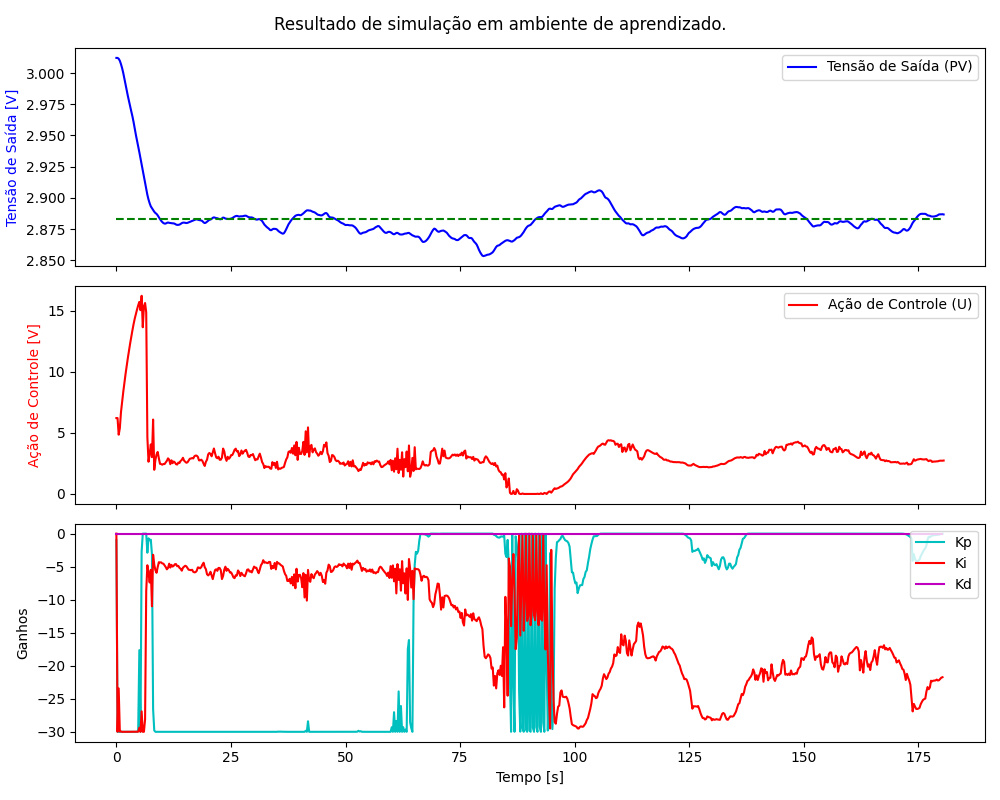 Resultado de simulação em ambiente de aprendizado.
Tensão de Saída [V]
3.000
2.975
2.950
2.925
2.900
2.875
2.850
Tensão de Saída (PV)
Ação de Controle [V]
15
10
5
0
Ação de Controle (U)
Ganhos
0
−5
−10
−15
−20
−25
−30
Kp
Ki
Kd
0
25
50
75
100
125
150
175
Tempo [s]